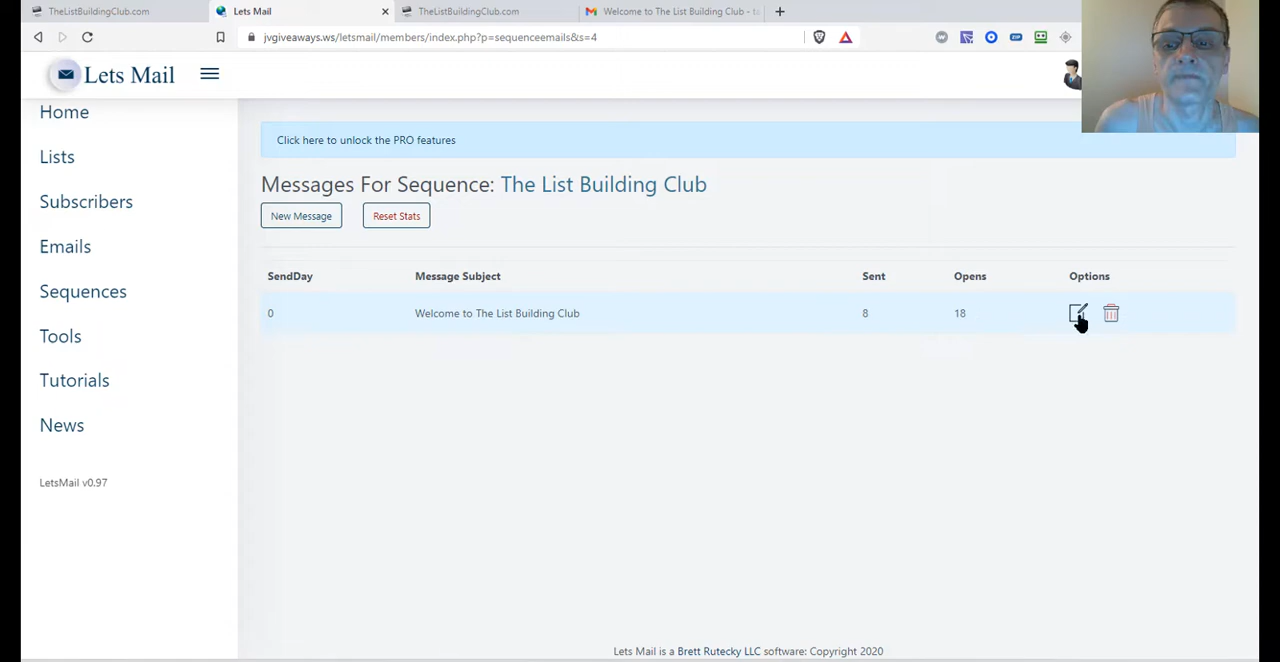 TheListBuildingClub.com
Lets Mail
TheListBuildingClub.com
Welcome to The List Building Club -
jvgiveaways.ws/letsmail/members/index.php?p=sequenceemails&s=4
Lets Mail
Home
Lists
Subscribers
Emails
Sequences
Tools
Tutorials
News
LetsMail v0.97
Click here to unlock the PRO features
Messages For Sequence: The List Building Club
New Message Reset Stats
SendDay Message Subject Sent Opens Options
0 Welcome to The List Building Club 8 18
Lets Mail is a Brett Rutecky LLC software: Copyright 2020